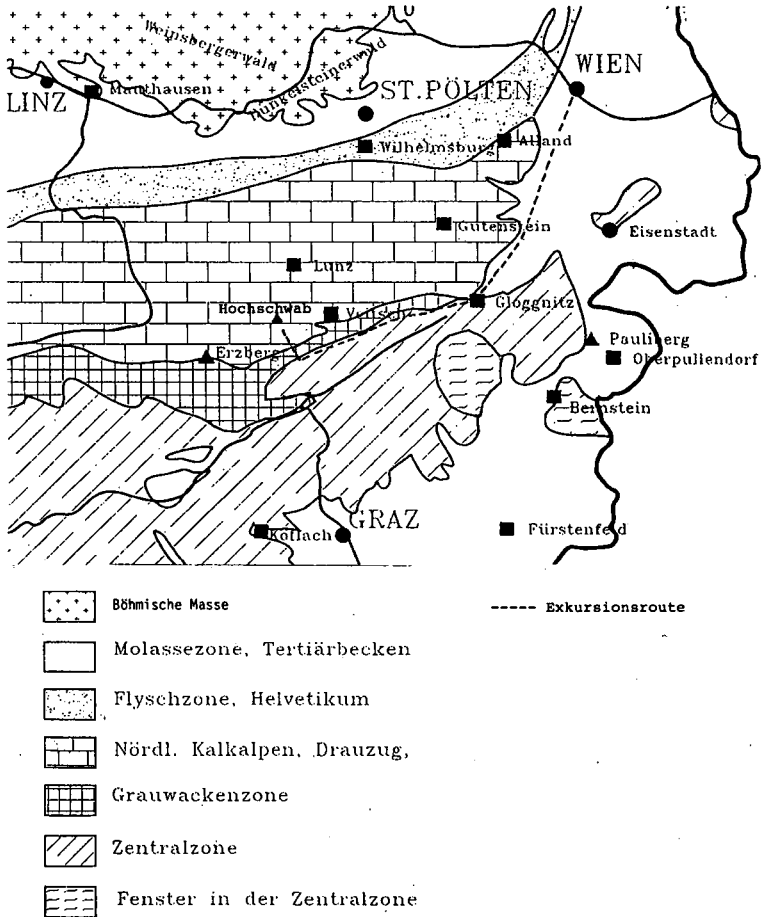 Weinsbergerwald
Dunkelsteinerwald
WIEN
LINZ
Mauthausen
ST.PÖLTEN
Wilhelmsburg
Alland
Gutenstein
Eisenstadt
Lunz
Hochschwab
Gloggnitz
Erzberg
Pauliberg
Oberpullendorf
Bernstein
GRAZ
Köflach
Fürstenfeld
Böhmische Masse
Exkursionsroute
Molassezone, Tertiärbecken
Flyschzone, Helvetikum
Nördl. Kalkalpen, Drauzug,
Grauwackenzone
Zentralzone
Fenster in der Zentralzone